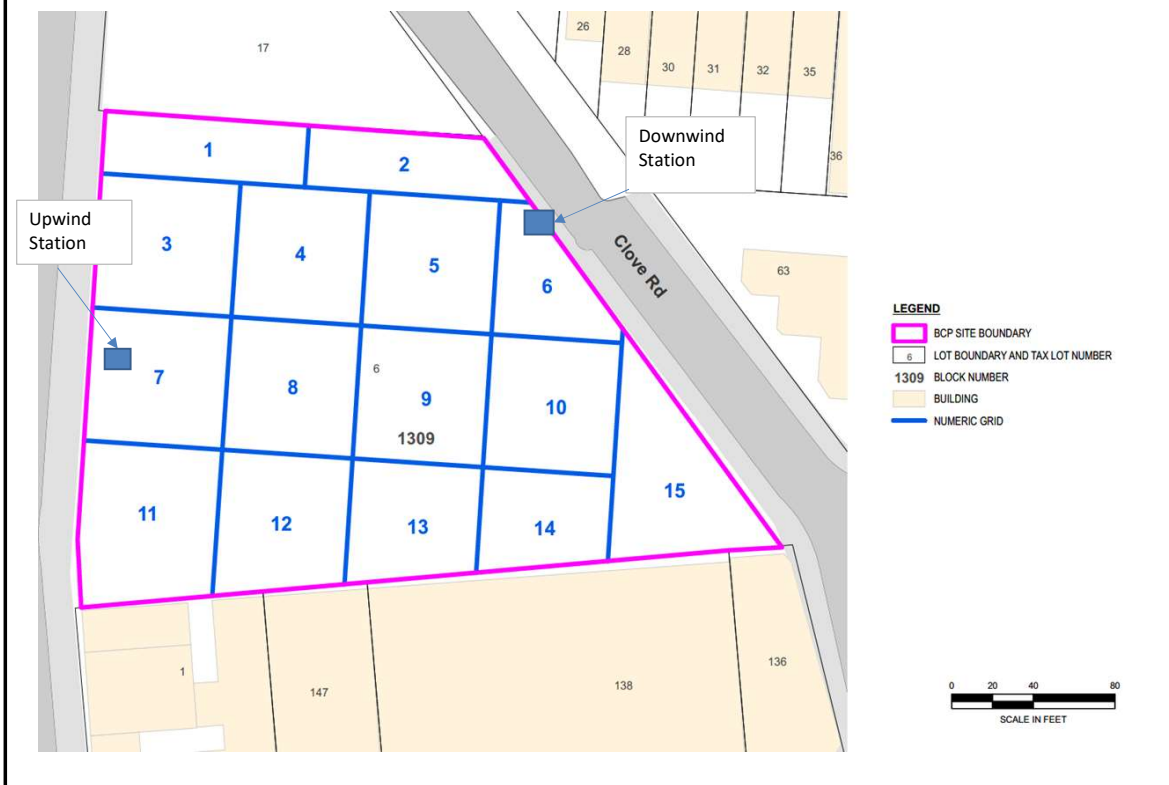 17
26
28
30
31
32
35
36
Downwind
Station
1
2
Upwind
Station
3
4
5
6
Clove Rd
63
7
8
6
9
1309
10
11
12
13
14
15
1
147
138
136
LEGEND
BCP SITE BOUNDARY
6 LOT BOUNDARY AND TAX LOT NUMBER
1309 BLOCK NUMBER
BUILDING
NUMERIC GRID
0 20 40 80
SCALE IN FEET